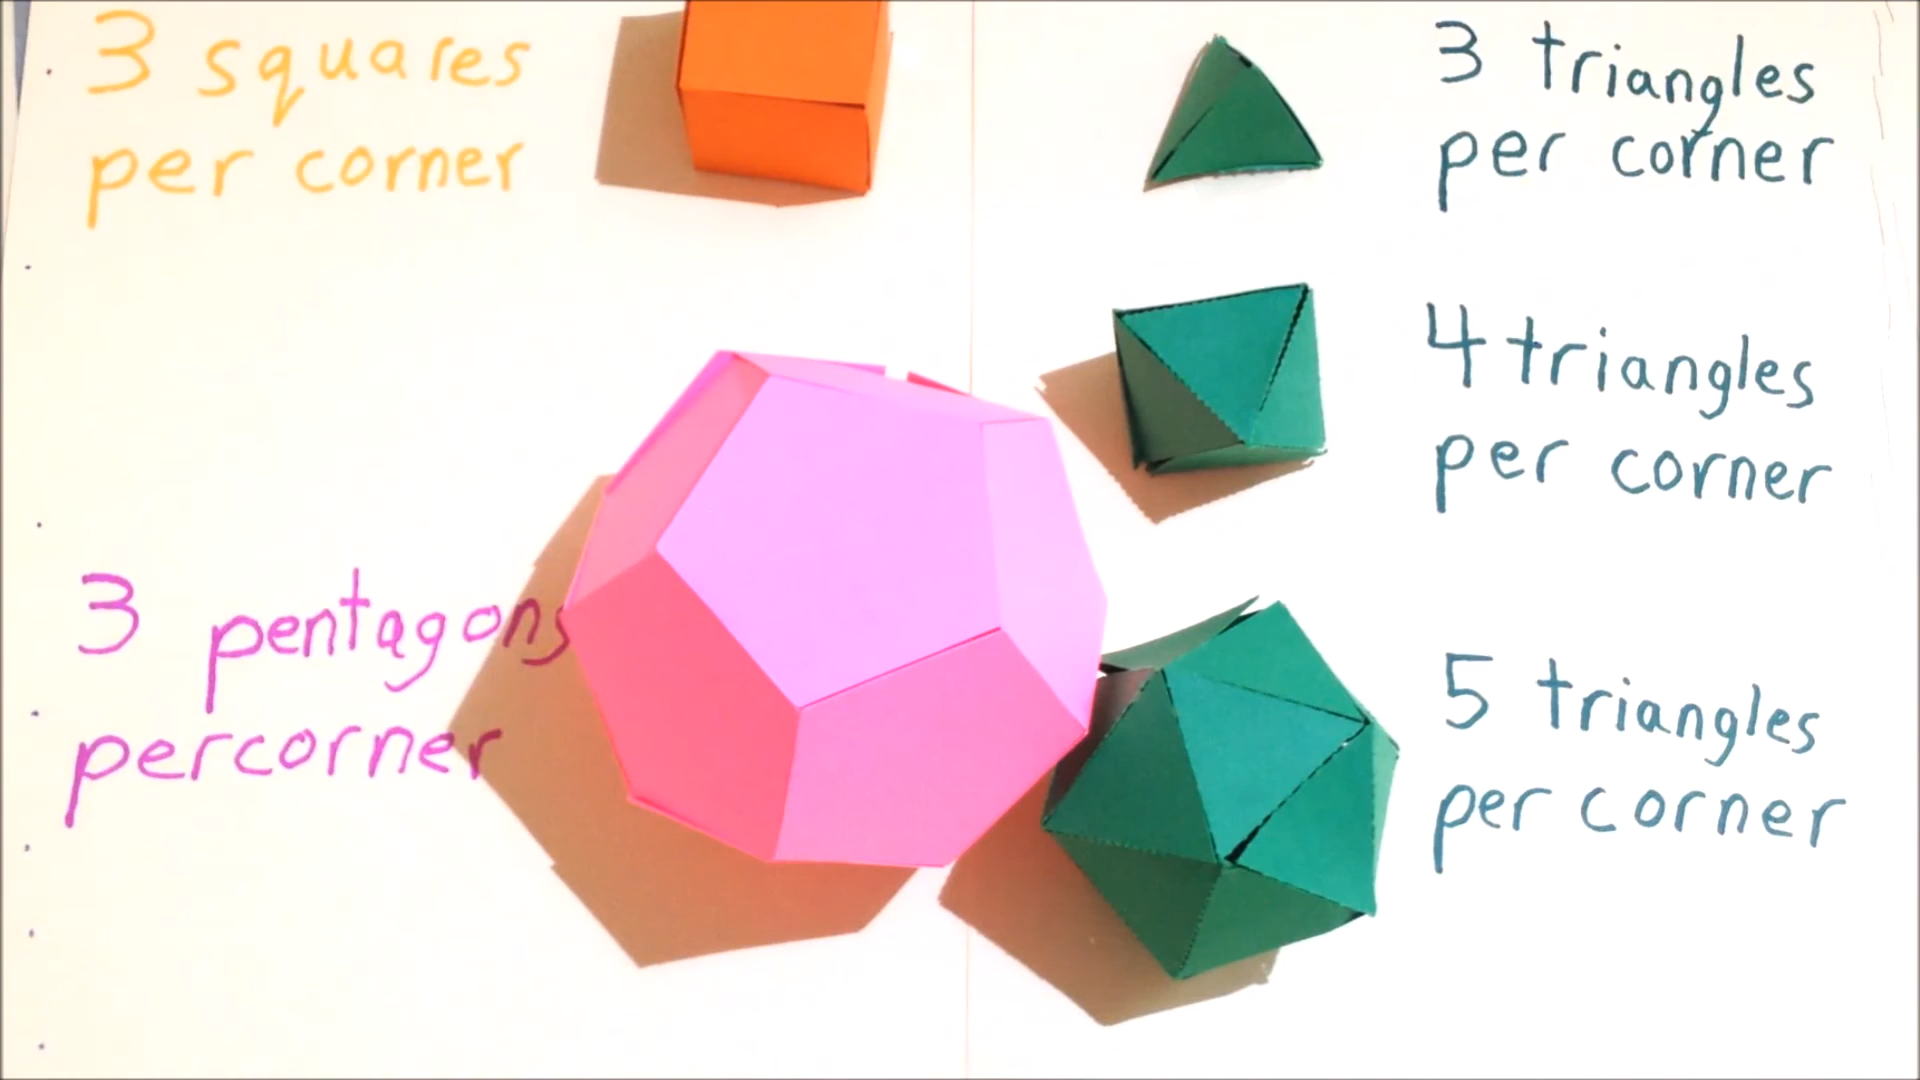 3 squares
per corner
3 triangles
per corner
4 triangles
per corner
3 pentagons
percorner
5 triangles
per corner